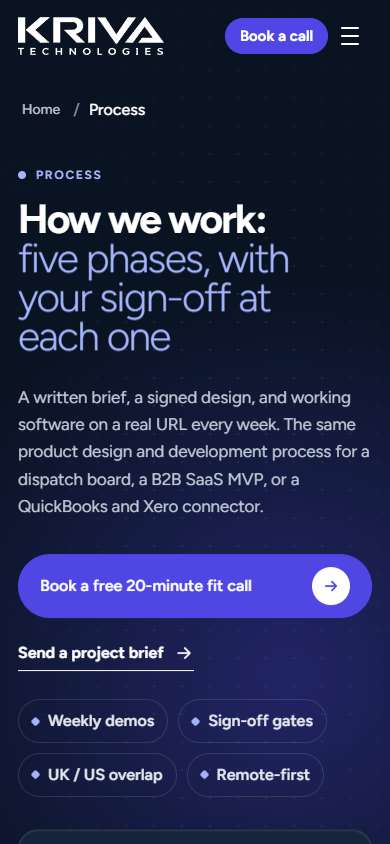 KRIVA
TECHNOLOGIES
Book a call
Home / Process
PROCESS
How we work:
five phases, with
your sign-off at
each one
A written brief, a signed design, and working
software on a real URL every week. The same
product design and development process for a
dispatch board, a B2B SaaS MVP, or a
QuickBooks and Xero connector.
Book a free 20-minute fit call
Send a project brief
Weekly demos
Sign-off gates
UK / US overlap
Remote-first